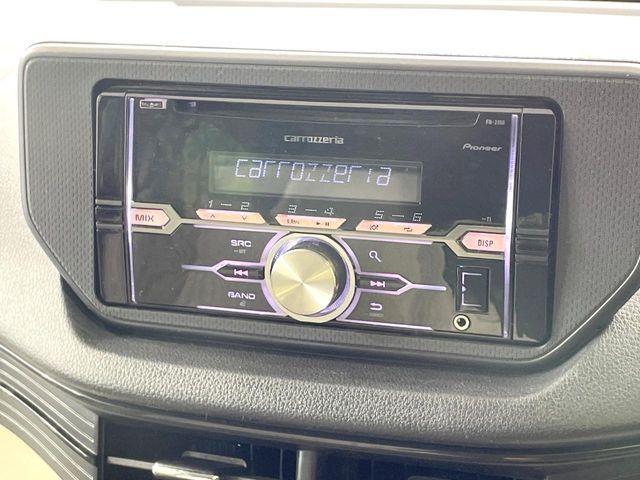 carrozzeria
Pioneer
carrozzeria
1 - 2
3 - 4
5 - 6
MIX
DISP
SRC
BAND